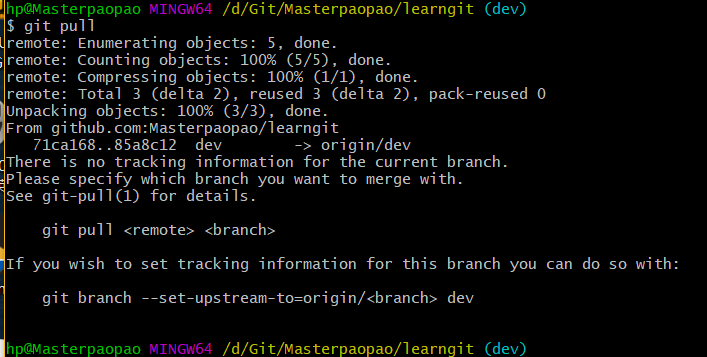 hp@Masterpaopao MINGW64 /d/Git/Masterpaopao/learngit (dev)
$ git pull
remote: Enumerating objects: 5, done.
remote: Counting objects: 100% (5/5), done.
remote: Compressing objects: 100% (1/1), done.
remote: Total 3 (delta 2), reused 3 (delta 2), pack-reused 0
Unpacking objects: 100% (3/3), done.
From github.com:Masterpaopao/learngit
   71ca168..85a8c12  dev        -> origin/dev
There is no tracking information for the current branch.
Please specify which branch you want to merge with.
See git-pull(1) for details.

    git pull <remote> <branch>

If you wish to set tracking information for this branch you can do so with:

    git branch --set-upstream-to=origin/<branch> dev

hp@Masterpaopao MINGW64 /d/Git/Masterpaopao/learngit (dev)